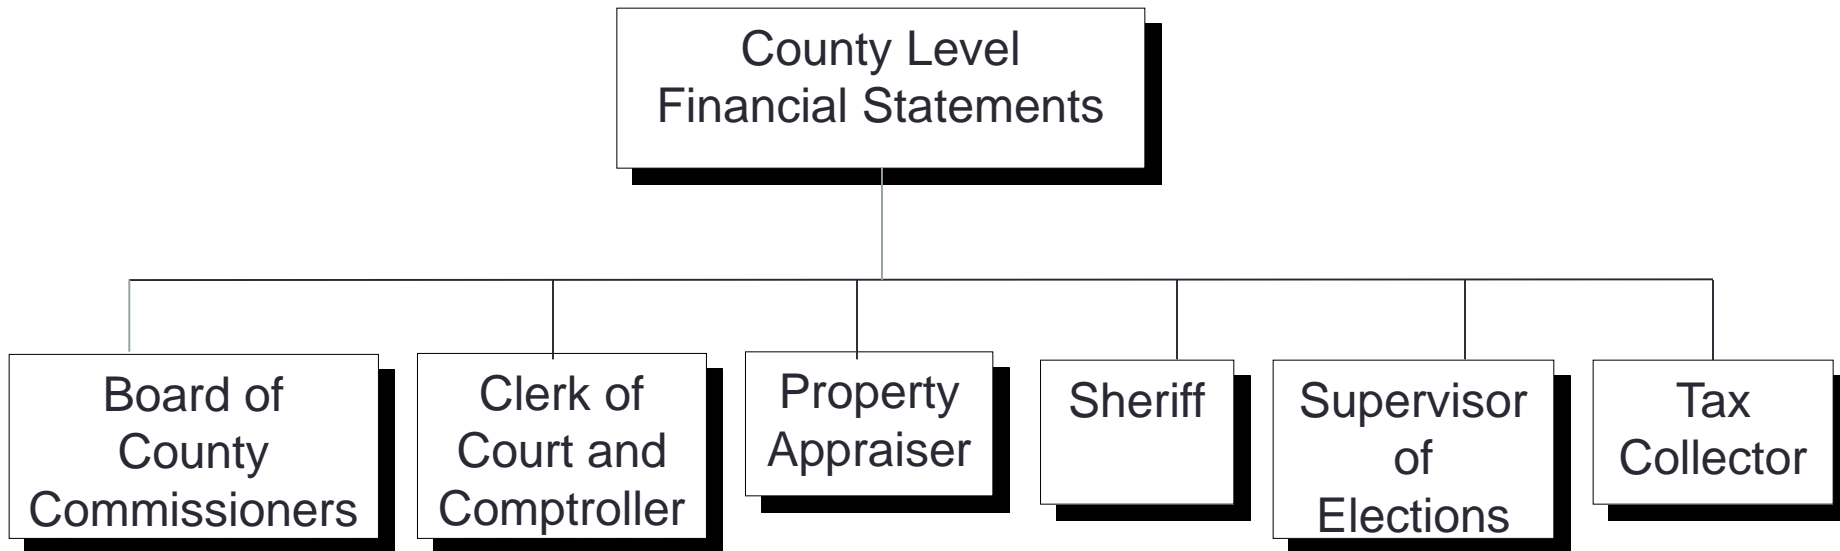 County Level
Financial Statements
Board of
County
Commissioners
Clerk of
Court and
Comptroller
Property
Appraiser
Sheriff
Supervisor
of
Elections
Tax
Collector